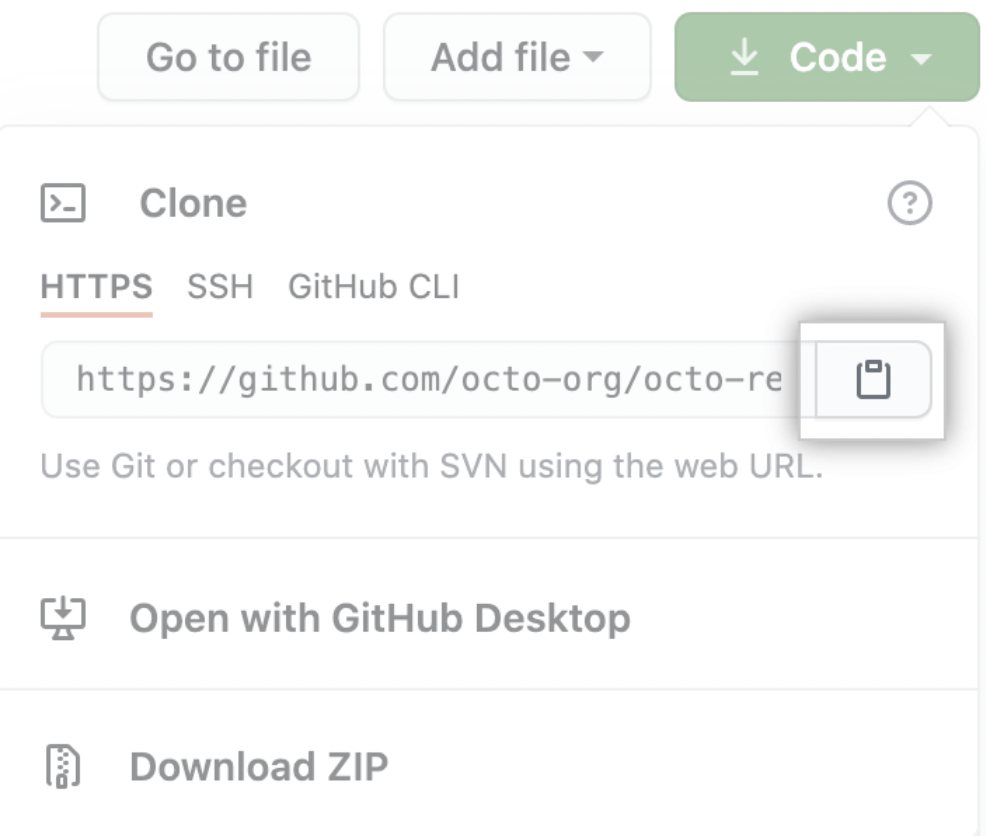 Go to file Add file Code
Clone
HTTPS SSH GitHub CLI
https://github.com/octo-org/octo-re
Use Git or checkout with SVN using the web URL.
Open with GitHub Desktop
Download ZIP